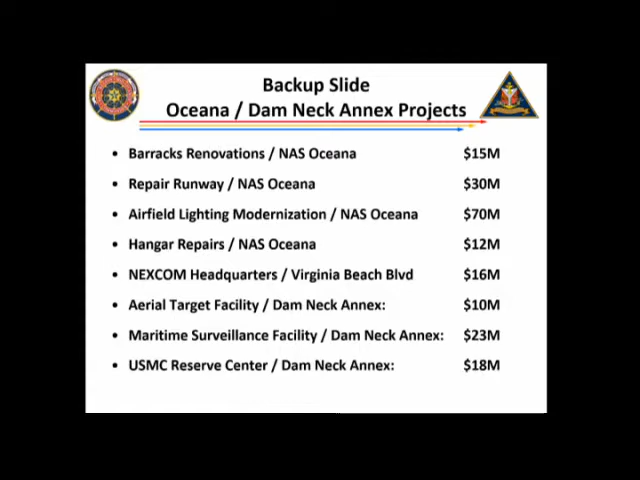 Backup Slide
Oceana / Dam Neck Annex Projects
• Barracks Renovations / NAS Oceana $15M
• Repair Runway / NAS Oceana $30M
• Airfield Lighting Modernization / NAS Oceana $70M
• Hangar Repairs / NAS Oceana $12M
• NEXCOM Headquarters / Virginia Beach Blvd $16M
• Aerial Target Facility / Dam Neck Annex: $10M
• Maritime Surveillance Facility / Dam Neck Annex: $23M
• USMC Reserve Center / Dam Neck Annex: $18M